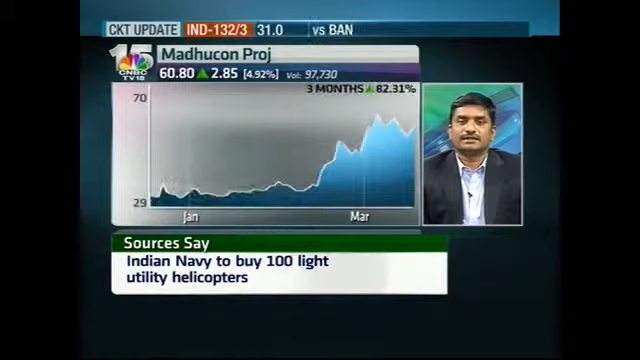 CKT UPDATE IND-132/3 31.0 vs BAN
15
CNBC
TV18
Madhucon Proj
60.80 ▲ 2.85 [4.92%] Vol: 97,730
3 MONTHS ▲ 82.31%
70
29
Jan Mar
Sources Say
Indian Navy to buy 100 light
utility helicopters